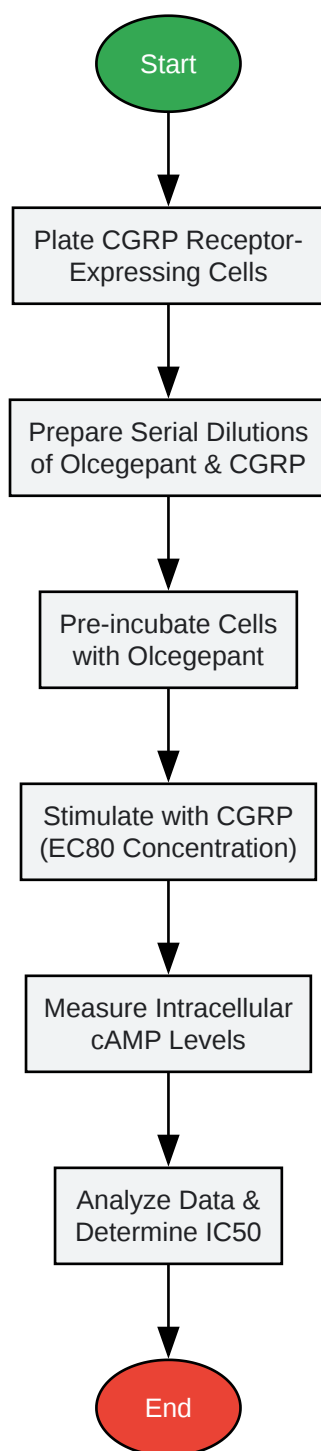 Start
Plate CGRP Receptor-
Expressing Cells
Prepare Serial Dilutions
of Olcegepant & CGRP
Pre-incubate Cells
with Olcegepant
Stimulate with CGRP
(EC80 Concentration)
Measure Intracellular
cAMP Levels
Analyze Data &
Determine IC50
End